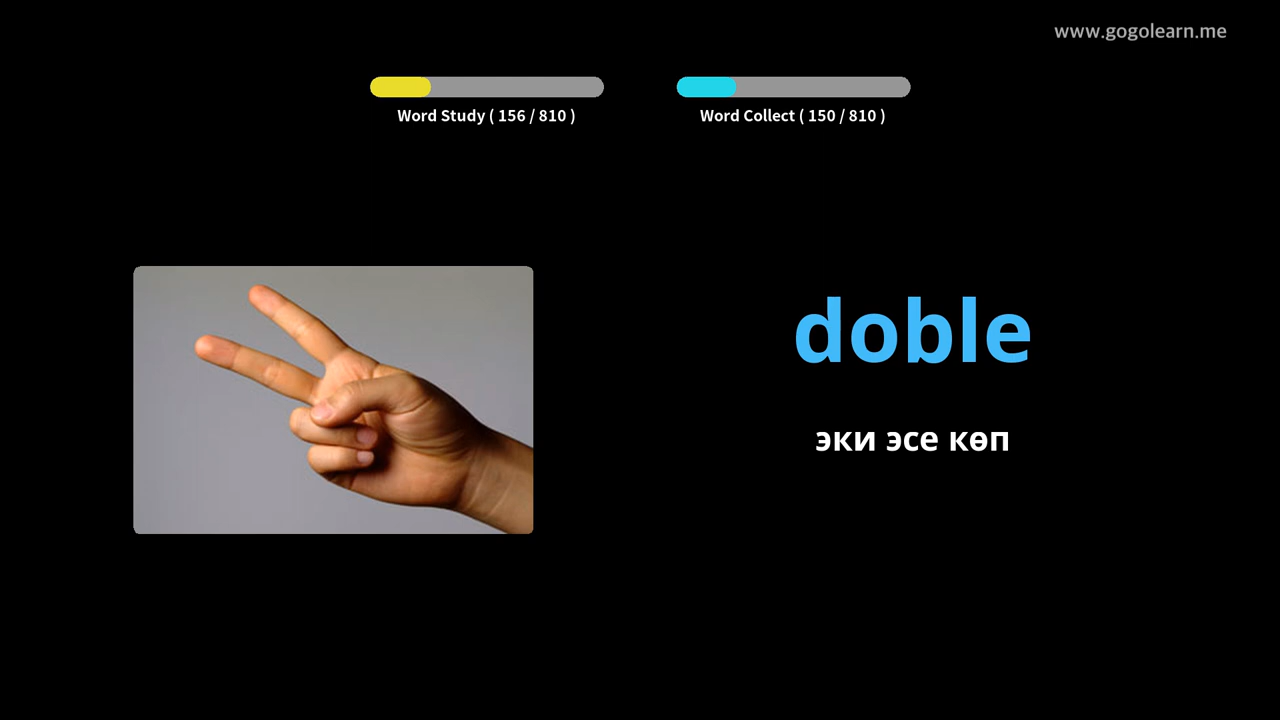 www.gogolearn.me
Word Study ( 156 / 810 )
Word Collect ( 150 / 810 )
doble
эки эсе көп